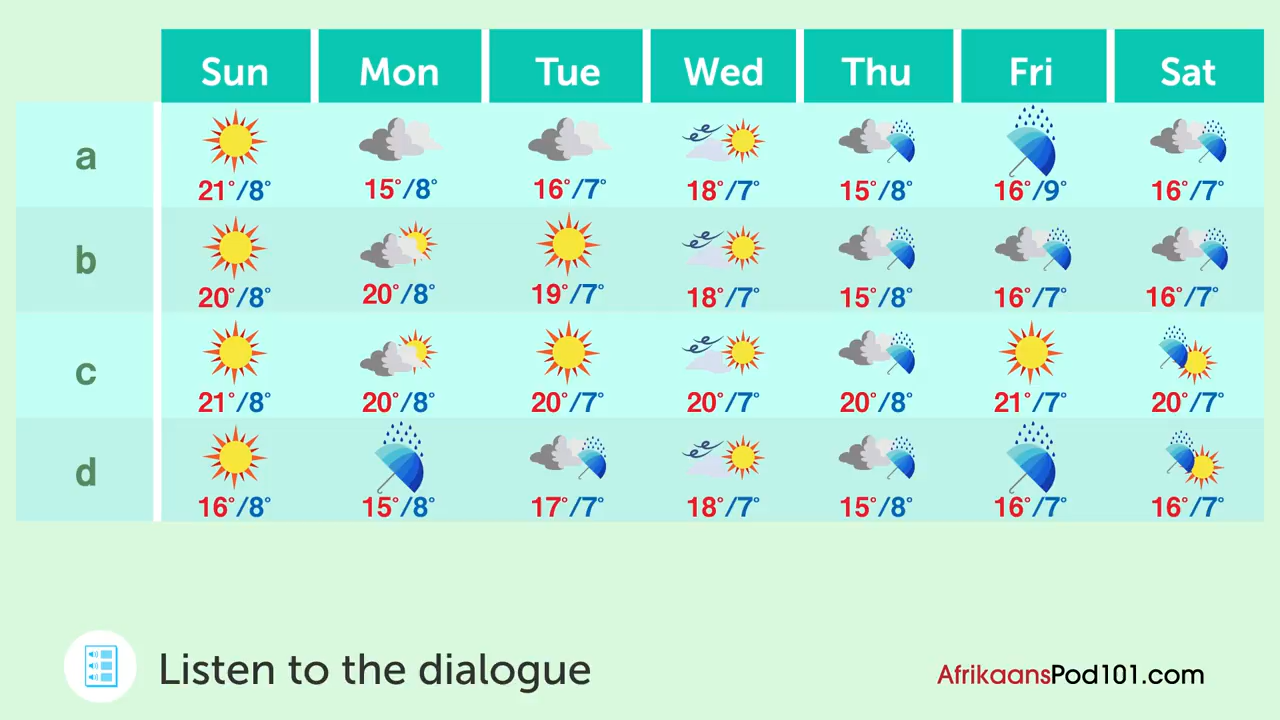 Sun Mon Tue Wed Thu Fri Sat
a
21°/8° 15°/8° 16°/7° 18°/7° 15°/8° 16°/9° 16°/7°
b
20°/8° 20°/8° 19°/7° 18°/7° 15°/8° 16°/7° 16°/7°
c
21°/8° 20°/8° 20°/7° 20°/7° 20°/8° 21°/7° 20°/7°
d
16°/8° 15°/8° 17°/7° 18°/7° 15°/8° 16°/7° 16°/7°
Listen to the dialogue
AfrikaansPod101.com